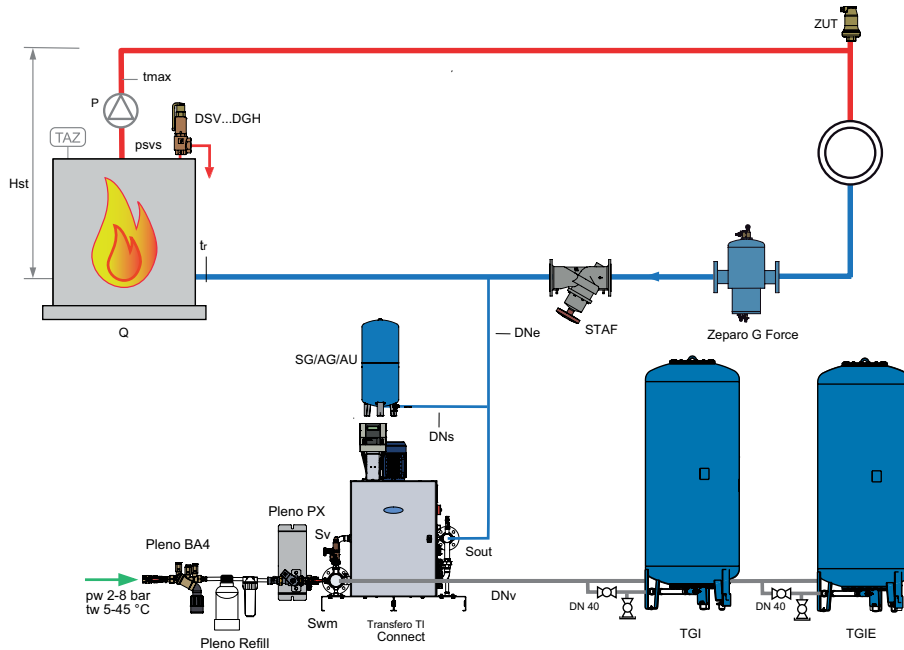 ZUT
tmax
P
DSV...DGH
TAZ
psvs
Hst
tr
STAF
Zeparo G Force
Q
DNe
SG/AG/AU
DNs
Pleno PX
Sv
Pleno BA4
Sout
pw 2-8 bar
tw 5-45 °C
DNv
DN 40
DN 40
Swm
Transfero TI
Connect
Pleno Refill
TGI
TGIE